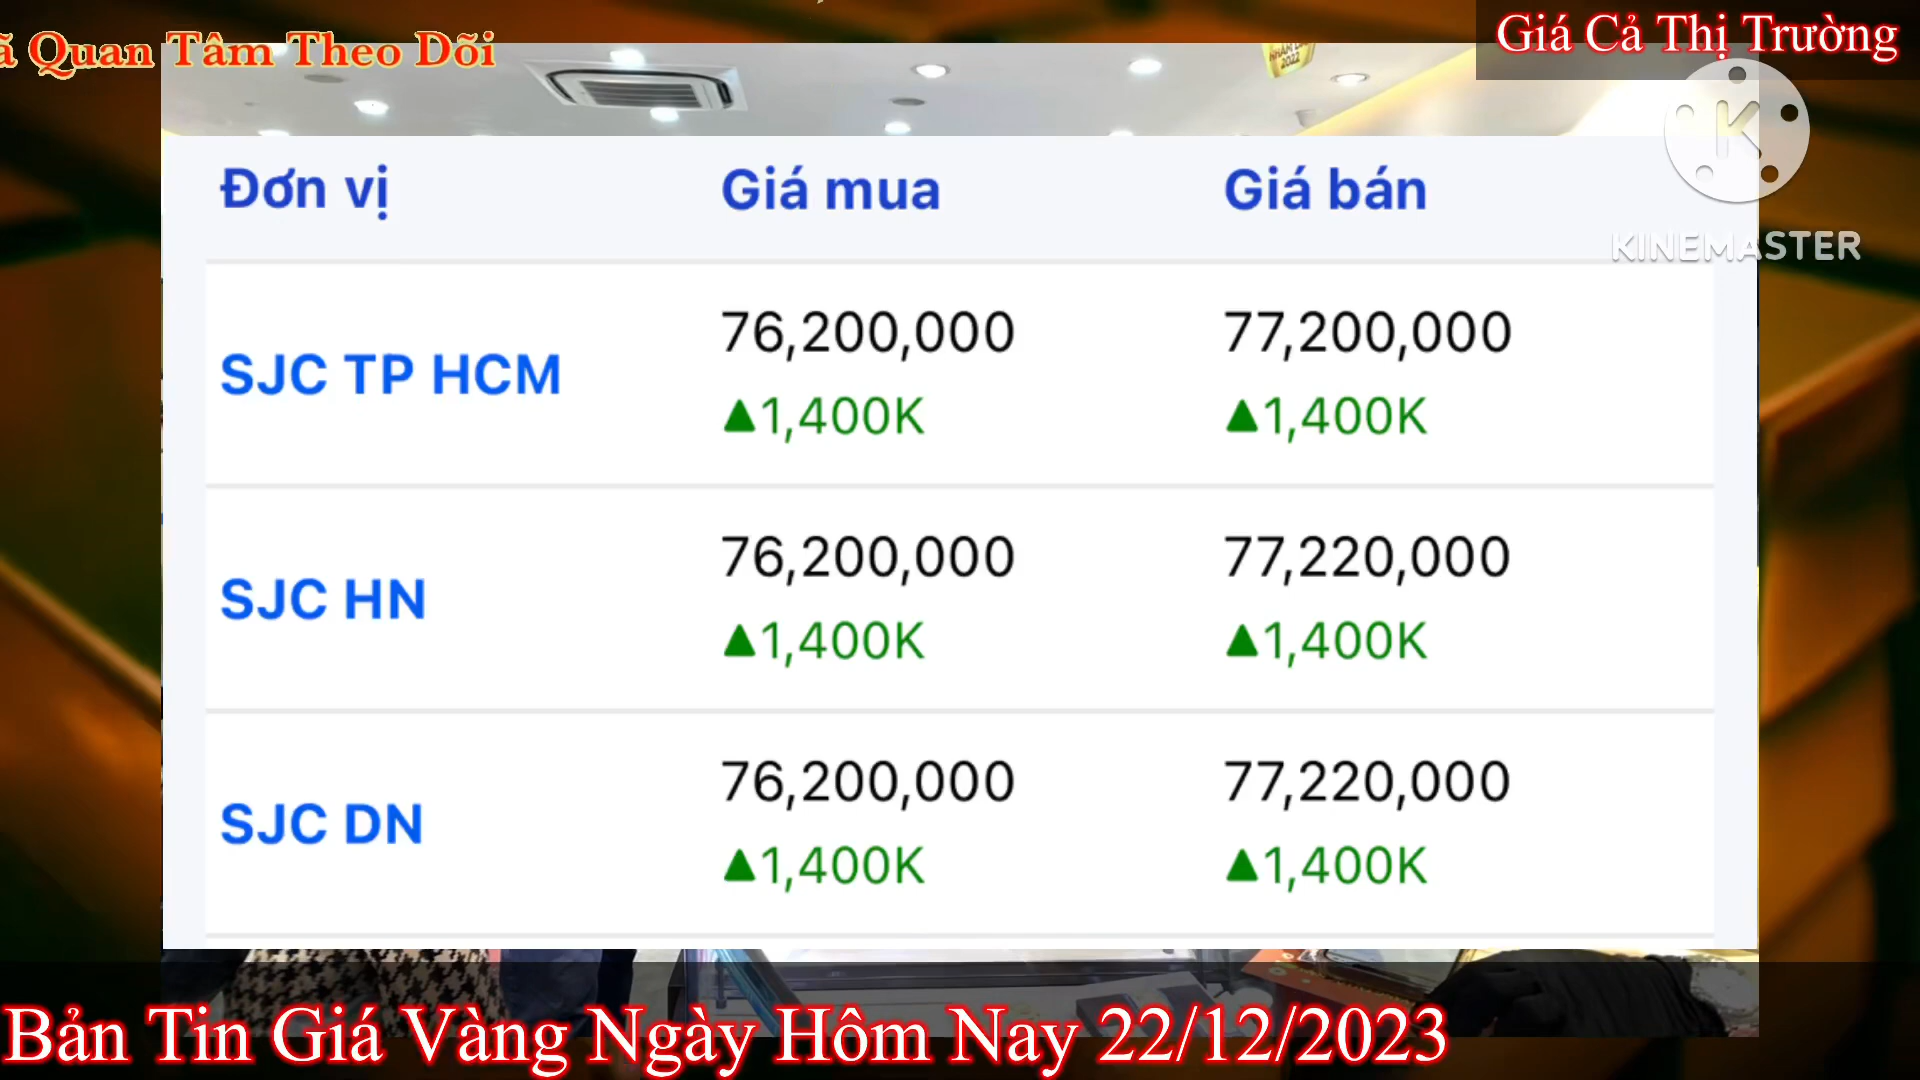 Quan Tâm Theo Dõi
Giá Cả Thị Trường
2022
K
KINEMASTER
Đơn vị Giá mua Giá bán
76,200,000 77,200,000
SJC TP HCM
▲1,400K ▲1,400K
76,200,000 77,220,000
SJC HN
▲1,400K ▲1,400K
76,200,000 77,220,000
SJC DN
▲1,400K ▲1,400K
Bản Tin Giá Vàng Ngày Hôm Nay 22/12/2023